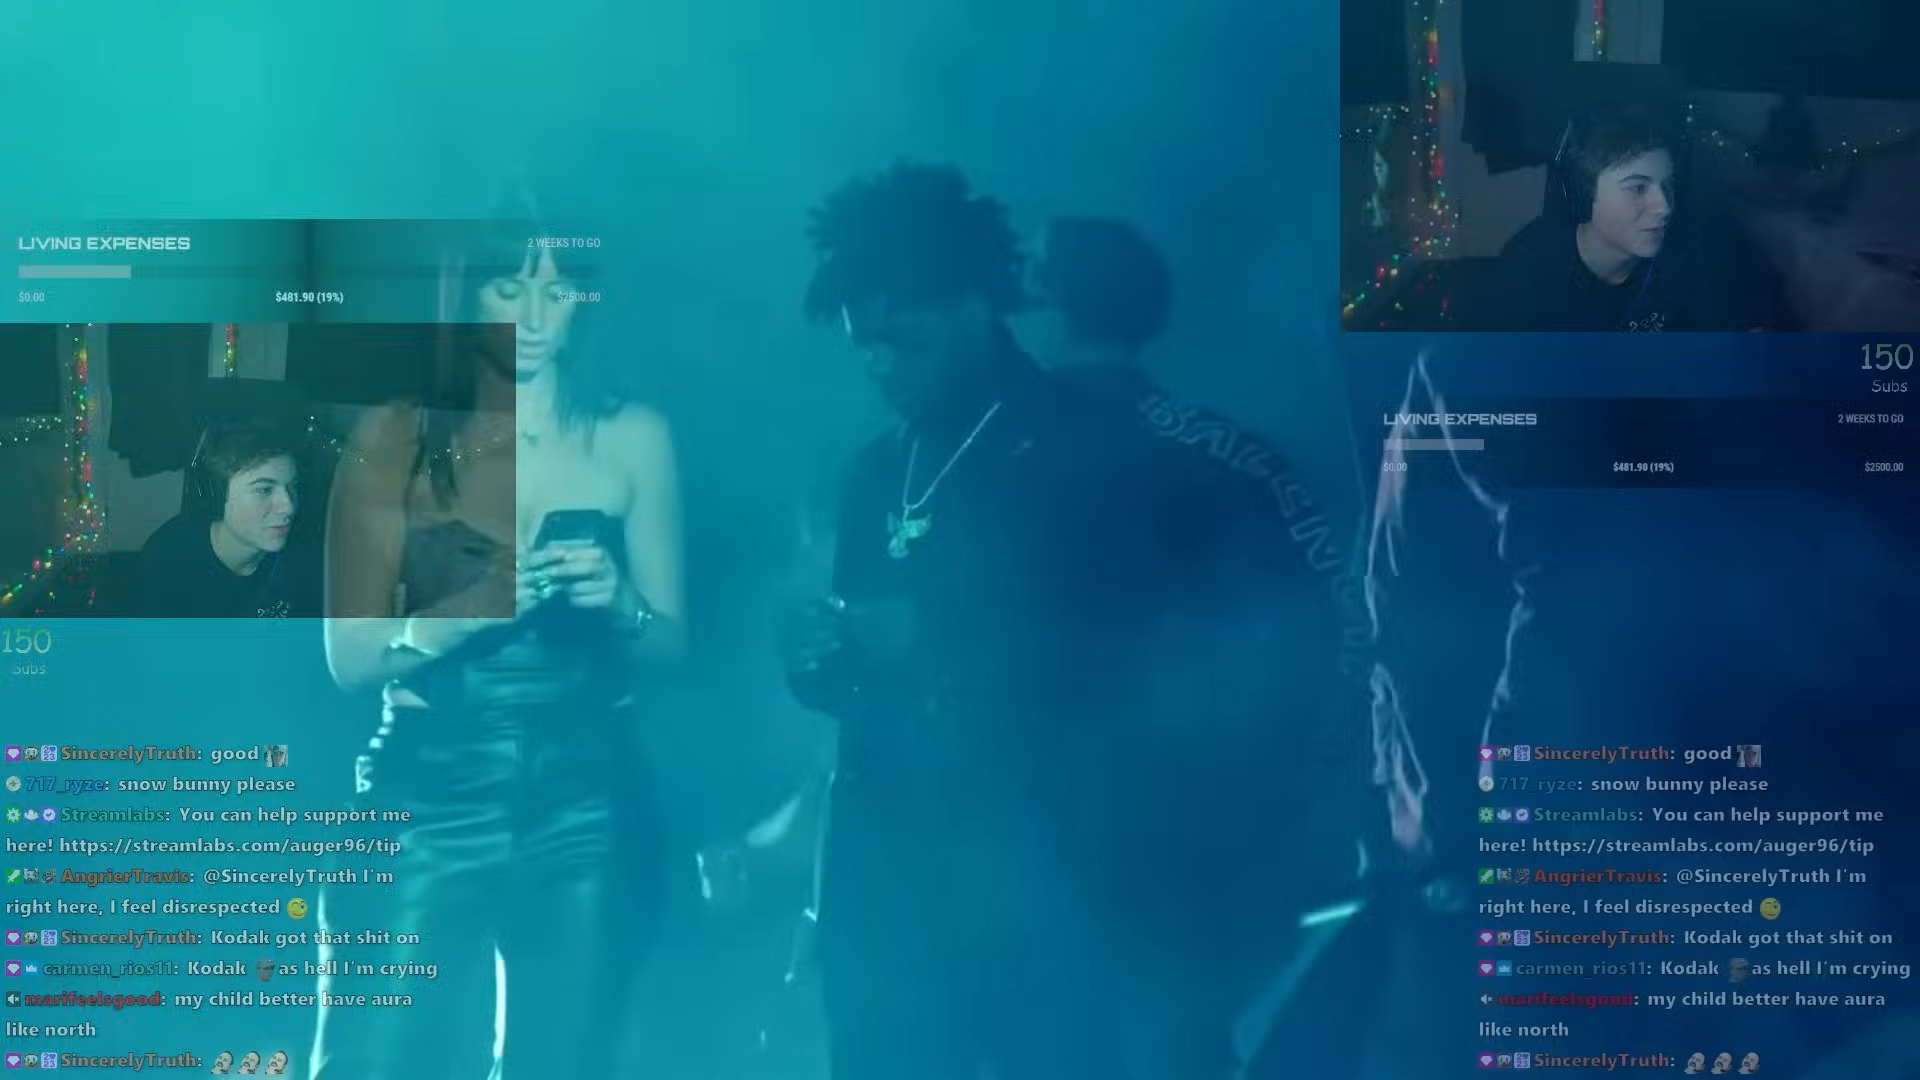 LIVING EXPENSES
2 WEEKS TO GO
$0.00
$481.90 (19%)
$2500.00
150
Subs
SincerelyTruth: good
717_ryze: snow bunny please
Streamlabs: You can help support me
here! https://streamlabs.com/auger96/tip
AngrierTravis: @SincerelyTruth I'm
right here, I feel disrespected
SincerelyTruth: Kodak got that shit on
carmen_rios11: Kodak as hell I'm crying
marifeelsgood: my child better have aura
like north
SincerelyTruth:
150
Subs
LIVING EXPENSES
2 WEEKS TO GO
$0.00
$481.90 (19%)
$2500.00
SincerelyTruth: good
717_ryze: snow bunny please
Streamlabs: You can help support me
here! https://streamlabs.com/auger96/tip
AngrierTravis: @SincerelyTruth I'm
right here, I feel disrespected
SincerelyTruth: Kodak got that shit on
carmen_rios11: Kodak as hell I'm crying
marifeelsgood: my child better have aura
like north
SincerelyTruth: